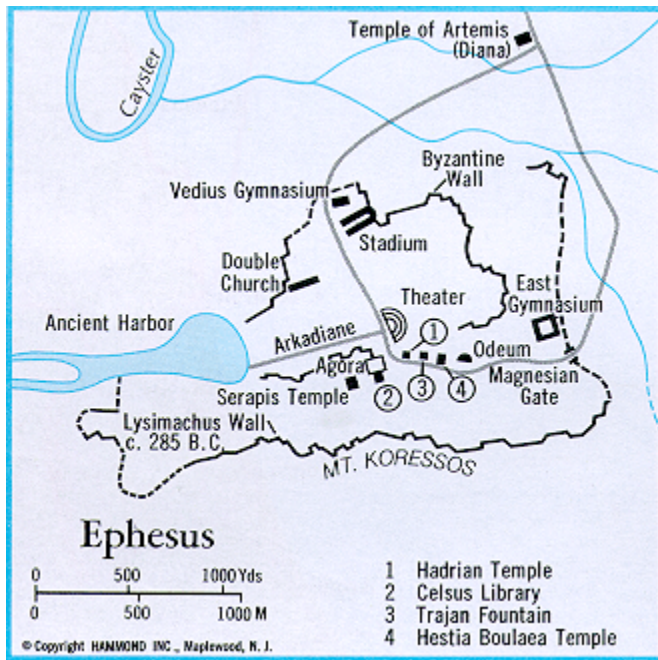 Temple of Artemis
(Diana)
Cayster
Byzantine
Wall
Vedius Gymnasium
Stadium
Double
Church
East
Gymnasium
Theater
Ancient Harbor
Arkadiane
1
Odeum
Agora
Magnesian
Gate
Serapis Temple
2
3
4
Lysimachus Wall
c. 285 B.C.
MT. KORESSOS
Ephesus
0 500 1000 Yds
0 500 1000 M
1 Hadrian Temple
2 Celsus Library
3 Trajan Fountain
4 Hestia Boulaea Temple
© Copyright HAMMOND INC., Maplewood, N. J.